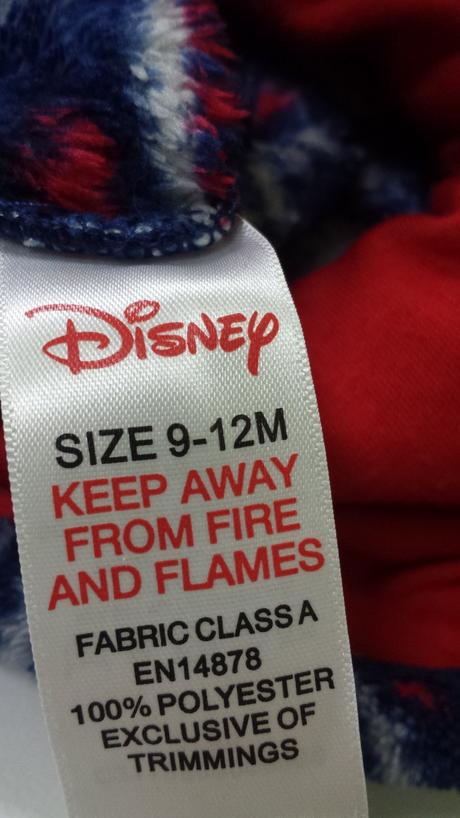 Disney
SIZE 9-12M
KEEP AWAY
FROM FIRE
AND FLAMES
FABRIC CLASS A
EN14878
100% POLYESTER
EXCLUSIVE OF
TRIMMINGS